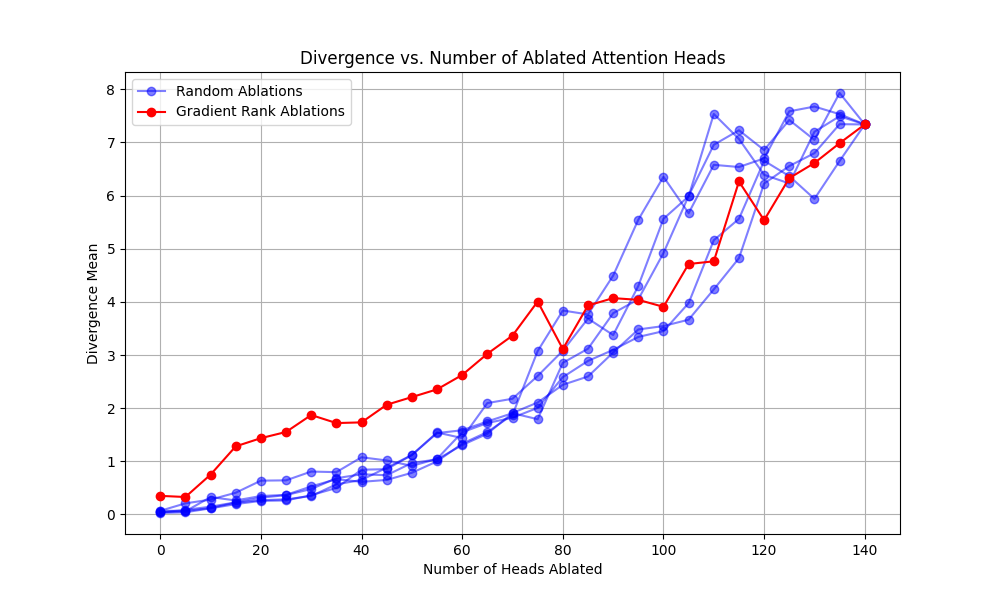 Divergence vs. Number of Ablated Attention Heads
Random Ablations
Gradient Rank Ablations
Divergence Mean
8
7
6
5
4
3
2
1
0
0 20 40 60 80 100 120 140
Number of Heads Ablated